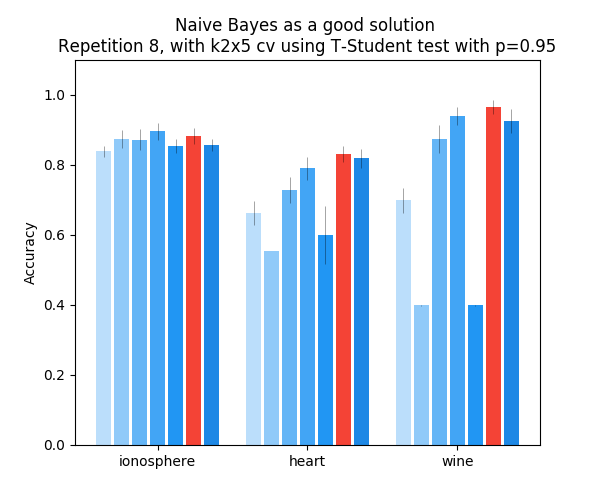 Naive Bayes as a good solution
Repetition 8, with k2x5 cv using T-Student test with p=0.95
1.0
0.8
0.6
0.4
0.2
0.0
Accuracy
ionosphere
heart
wine